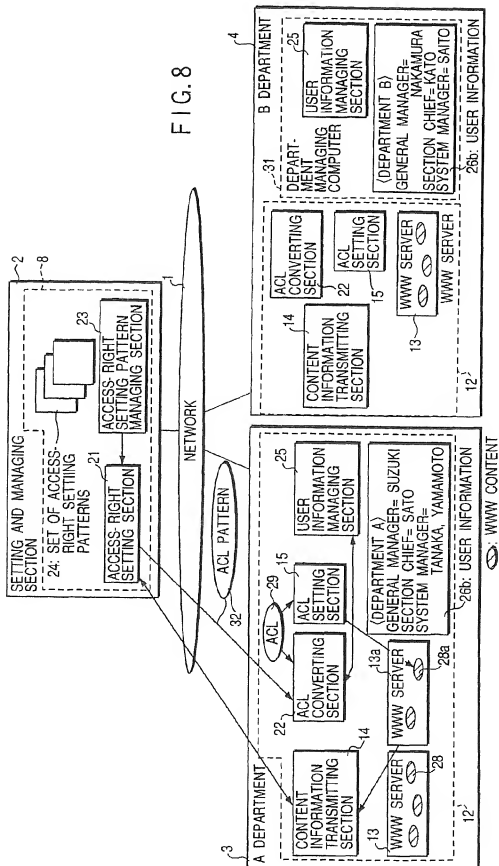 FIG. 8
2
SETTING AND MANAGING
SECTION
8
24: SET OF ACCESS-
RIGHT SETTING
PATTERNS
21
23
ACCESS-RIGHT
SETTING SECTION
ACCESS-RIGHT
SETTING PATTERN
MANAGING SECTION
NETWORK
1
ACL PATTERN
32
3
A DEPARTMENT
CONTENT
INFORMATION
TRANSMITTING
SECTION
14
22
ACL
CONVERTING
SECTION
ACL
29
15
ACL
SETTING
SECTION
25
USER
INFORMATION
MANAGING
SECTION
13
WWW SERVER
28
13a
WWW SERVER
28a
⟨DEPARTMENT A⟩
GENERAL MANAGER= SUZUKI
SECTION CHIEF= SATO
SYSTEM MANAGER=
TANAKA, YAMAMOTO
26b: USER INFORMATION
12'
: WWW CONTENT
4
B DEPARTMENT
14
CONTENT
INFORMATION
TRANSMITTING
SECTION
ACL
CONVERTING
SECTION
22
ACL
SETTING
SECTION
15
13
WWW SERVER
WWW SERVER
12'
31
DEPART-
MENT
MANAGING
COMPUTER
25
USER
INFORMATION
MANAGING
SECTION
⟨DEPARTMENT B⟩
GENERAL MANAGER=
NAKAMURA
SECTION CHIEF= KATO
SYSTEM MANAGER= SAITO
26b: USER INFORMATION